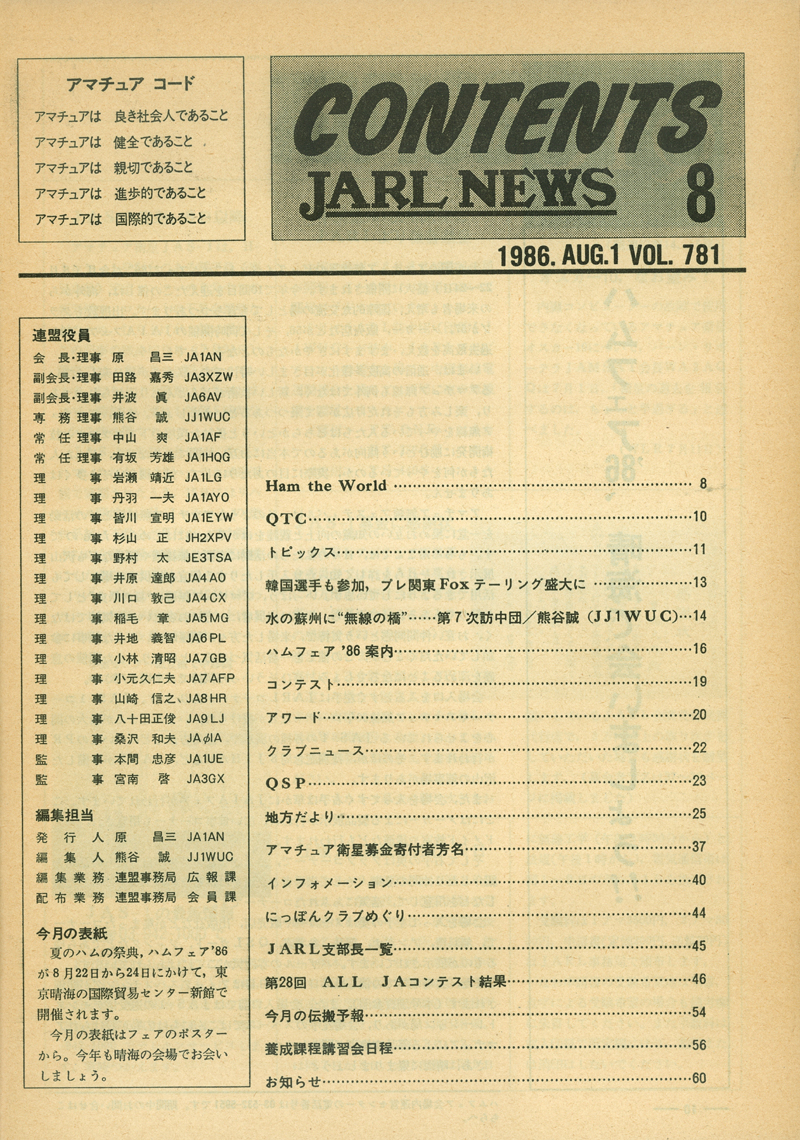 アマチュア コード
アマチュアは 良き社会人であること
アマチュアは 健全であること
アマチュアは 親切であること
アマチュアは 進歩的であること
アマチュアは 国際的であること
CONTENTS
JARL NEWS 8
1986. AUG.1 VOL. 781
連盟役員
会 長・理事 原 昌三 JA1AN
副会長・理事 田路 嘉秀 JA3XZW
副会長・理事 井波 眞 JA6AV
専 務 理事 熊谷 誠 JJ1WUC
常 任 理事 中山 爽 JA1AF
常 任 理事 有坂 芳雄 JA1HQG
理 事 岩瀬 靖近 JA1LG
理 事 丹羽 一夫 JA1AYO
理 事 皆川 宣明 JA1EYW
理 事 杉山 正 JH2XPV
理 事 野村 太 JE3TSA
理 事 井原 達郎 JA4AO
理 事 川口 敦己 JA4CX
理 事 稲毛 章 JA5MG
理 事 井地 義智 JA6PL
理 事 小林 清昭 JA7GB
理 事 小元久仁夫 JA7AFP
理 事 山崎 信之 JA8HR
理 事 八十田正俊 JA9LJ
理 事 桑沢 和夫 JAφIA
監 事 本間 忠彦 JA1UE
監 事 宮南 啓 JA3GX
編集担当
発 行 人 原 昌三 JA1AN
編 集 人 熊谷 誠 JJ1WUC
編集業務 連盟事務局 広報課
配布業務 連盟事務局 会員課
今月の表紙
夏のハムの祭典，ハムフェア'86
が8月22日から24日にかけて，東
京晴海の国際貿易センター新館で
開催されます。
今月の表紙はフェアのポスター
から。今年も晴海の会場でお会い
しましょう。
Ham the World …… 8
QTC……10
トピックス……11
韓国選手も参加，プレ関東Foxテーリング盛大に ……13
水の蘇州に“無線の橋”……第7次訪中団／熊谷誠（JJ1WUC）…14
ハムフェア '86 案内……16
コンテスト……19
アワード……20
クラブニュース……22
QSP……23
地方だより……25
アマチュア衛星募金寄付者芳名……37
インフォメーション……40
にっぽんクラブめぐり……44
JARL支部長一覧……45
第28回 ALL JAコンテスト結果……46
今月の伝搬予報……54
養成課程講習会日程……56
お知らせ……60